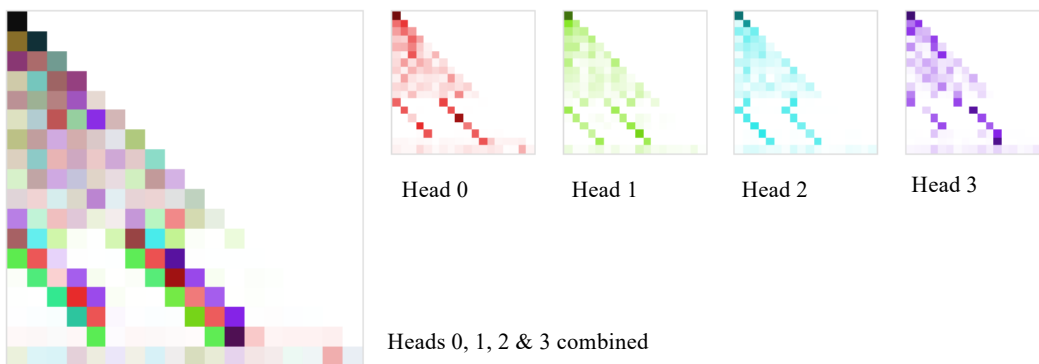 Head 0
Head 1
Head 2
Head 3
Heads 0, 1, 2 & 3 combined